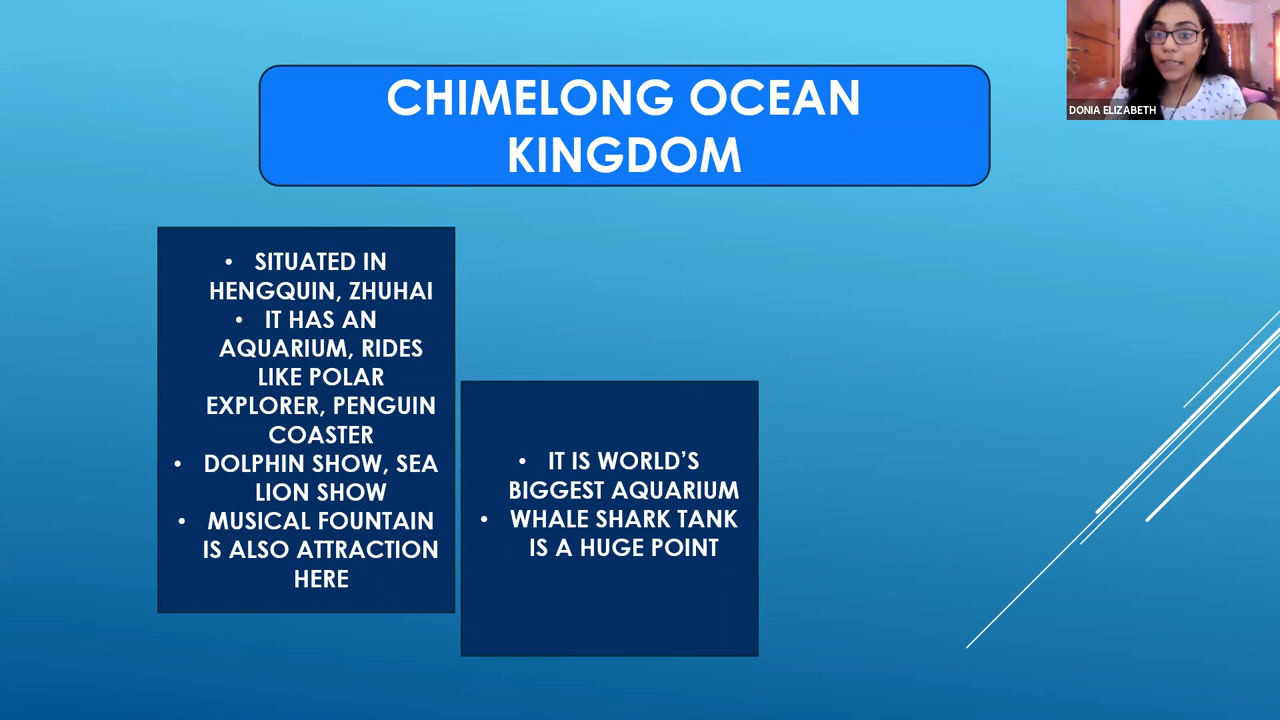 CHIMELONG OCEAN
KINGDOM
DONIA ELIZABETH
• SITUATED IN
HENGQUIN, ZHUHAI
• IT HAS AN
AQUARIUM, RIDES
LIKE POLAR
EXPLORER, PENGUIN
COASTER
• DOLPHIN SHOW, SEA
LION SHOW
• MUSICAL FOUNTAIN
IS ALSO ATTRACTION
HERE
• IT IS WORLD’S
BIGGEST AQUARIUM
• WHALE SHARK TANK
IS A HUGE POINT